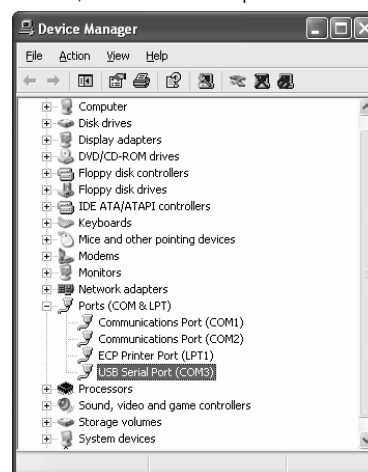 Device Manager
File Action View Help
Computer
Disk drives
Display adapters
DVD/CD-ROM drives
Floppy disk controllers
Floppy disk drives
IDE ATA/ATAPI controllers
Keyboards
Mice and other pointing devices
Modems
Monitors
Network adapters
Ports (COM & LPT)
Communications Port (COM1)
Communications Port (COM2)
ECP Printer Port (LPT1)
USB Serial Port (COM3)
Processors
Sound, video and game controllers
Storage volumes
System devices